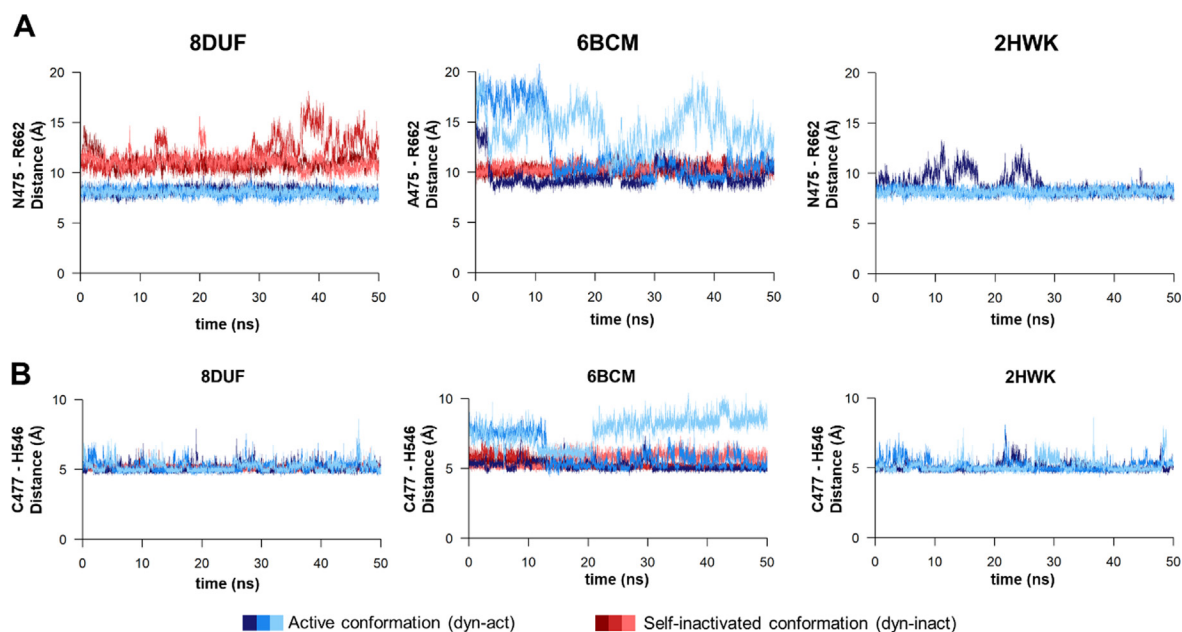 A
8DUF
6BCM
2HWK
N475 - R662
Distance (Å)
20
15
10
5
0
0 10 20 30 40 50
time (ns)
A475 - R662
Distance (Å)
20
15
10
5
0
0 10 20 30 40 50
time (ns)
N475 - R662
Distance (Å)
20
15
10
5
0
0 10 20 30 40 50
time (ns)
B
8DUF
6BCM
2HWK
C477 - H546
Distance (Å)
10
5
0
0 10 20 30 40 50
time (ns)
C477 - H546
Distance (Å)
10
5
0
0 10 20 30 40 50
time (ns)
C477 - H546
Distance (Å)
10
5
0
0 10 20 30 40 50
time (ns)
Active conformation (dyn-act)
Self-inactivated conformation (dyn-inact)